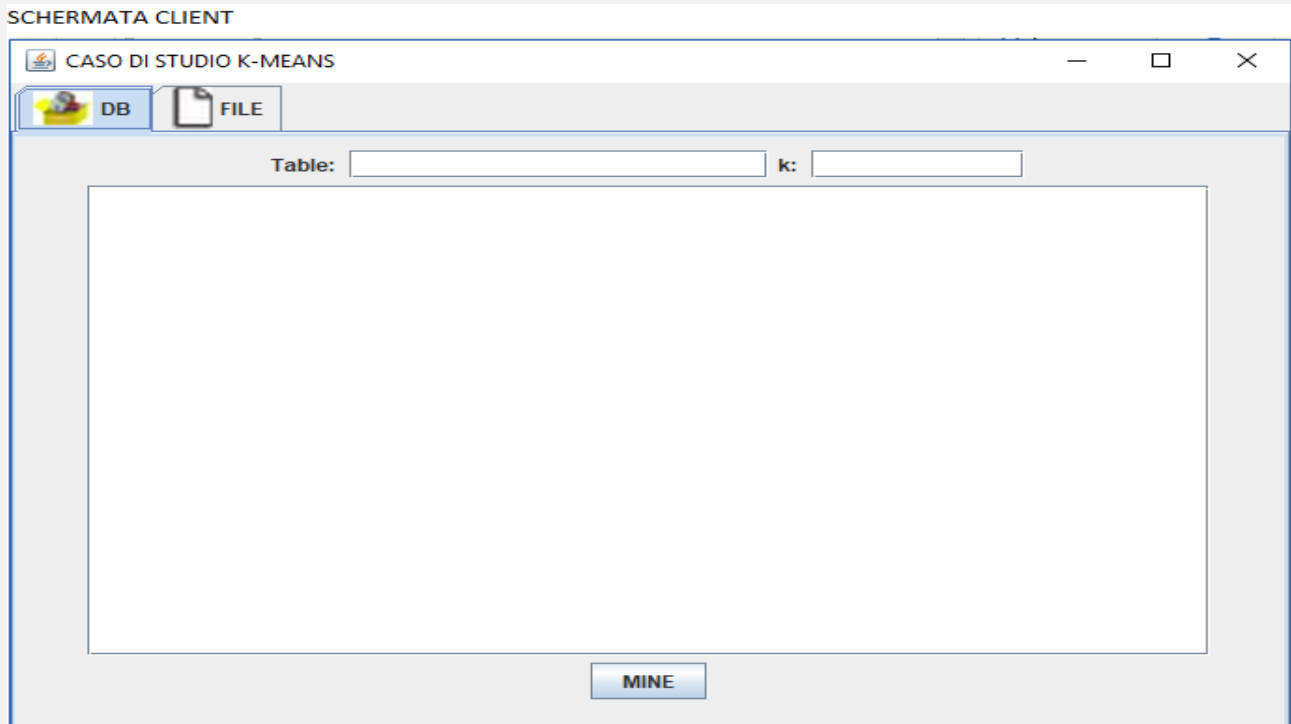 SCHERMATA CLIENT
CASO DI STUDIO K-MEANS
DB FILE
Table: k:
MINE